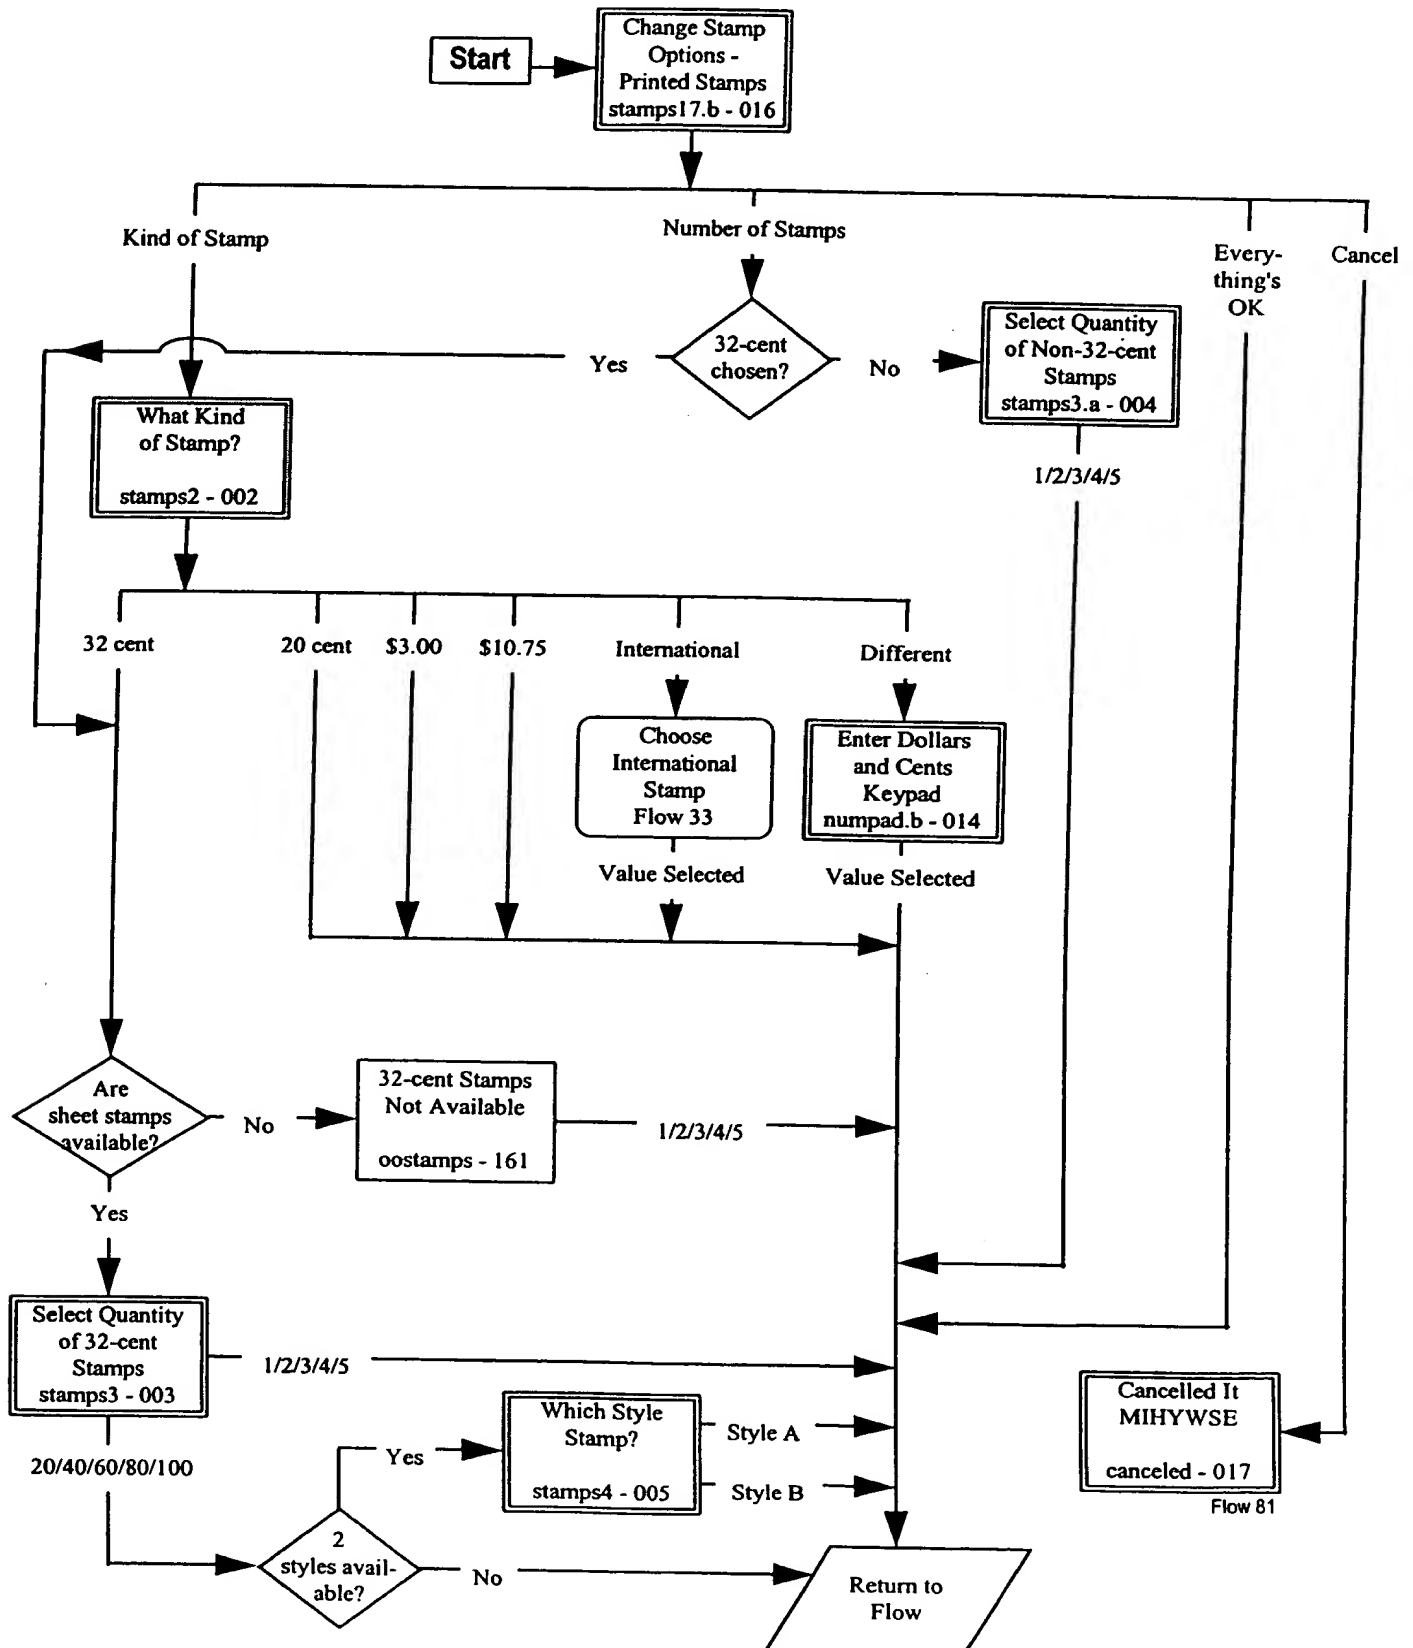 Start
Change Stamp
Options -
Printed Stamps
stamps17.b - 016
Kind of Stamp
Number of Stamps
Every-
thing's
OK
Cancel
32-cent
chosen?
Yes
No
Select Quantity
of Non-32-cent
Stamps
stamps3.a - 004
What Kind
of Stamp?
stamps2 - 002
1/2/3/4/5
32 cent
20 cent
$3.00
$10.75
International
Different
Choose
International
Stamp
Flow 33
Enter Dollars
and Cents
Keypad
numpad.b - 014
Value Selected
Value Selected
Are
sheet stamps
available?
No
32-cent Stamps
Not Available
oostamps - 161
1/2/3/4/5
Yes
Select Quantity
of 32-cent
Stamps
stamps3 - 003
1/2/3/4/5
20/40/60/80/100
Yes
Which Style
Stamp?
stamps4 - 005
Style A
Style B
Cancelled It
MIHYWSE
canceled - 017
Flow 81
2
styles avail-
able?
No
Return to
Flow